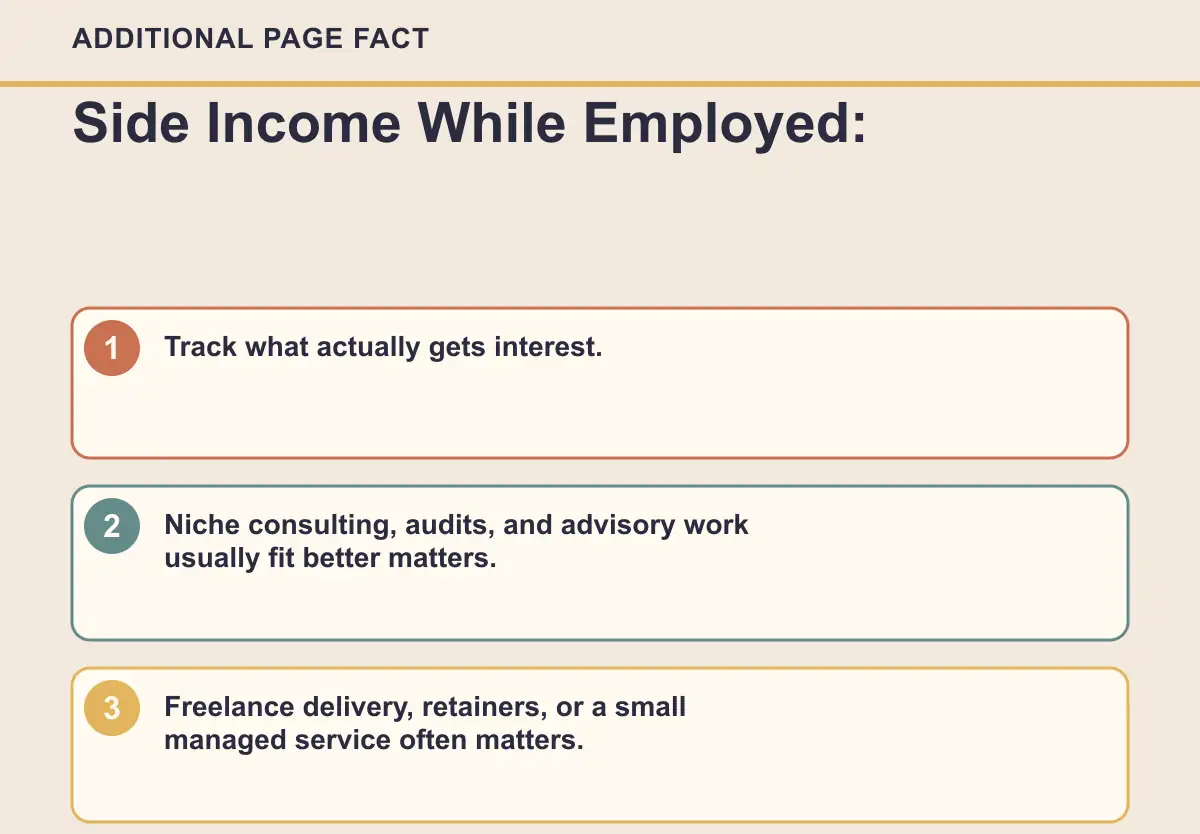 ADDITIONAL PAGE FACT
Side Income While Employed:
1
Track what actually gets interest.
2
Niche consulting, audits, and advisory work
usually fit better matters.
3
Freelance delivery, retainers, or a small
managed service often matters.